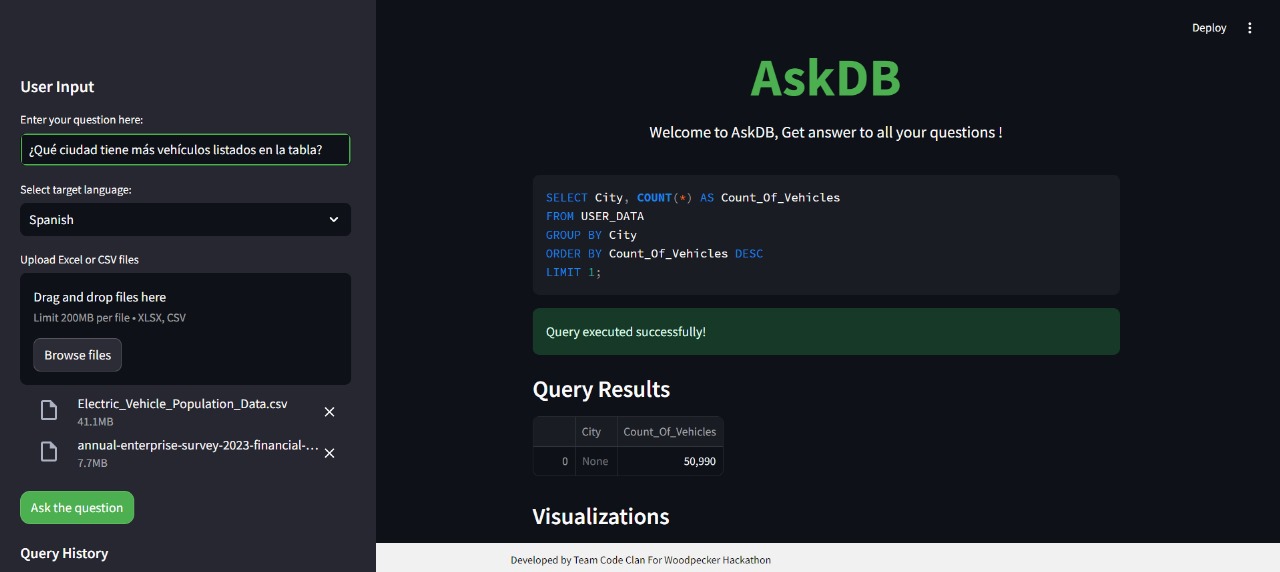 User Input
Enter your question here:
¿Qué ciudad tiene más vehículos listados en la tabla?
Select target language:
Spanish
Upload Excel or CSV files
Drag and drop files here
Limit 200MB per file • XLSX, CSV
Browse files
Electric_Vehicle_Population_Data.csv
41.1MB
annual-enterprise-survey-2023-financial-...
7.7MB
Ask the question
Query History
Deploy
AskDB
Welcome to AskDB, Get answer to all your questions !
SELECT City, COUNT(*) AS Count_Of_Vehicles
FROM USER_DATA
GROUP BY City
ORDER BY Count_Of_Vehicles DESC
LIMIT 1;
Query executed successfully!
Query Results
City Count_Of_Vehicles
0 None 50,990
Visualizations
Developed by Team Code Clan For Woodpecker Hackathon